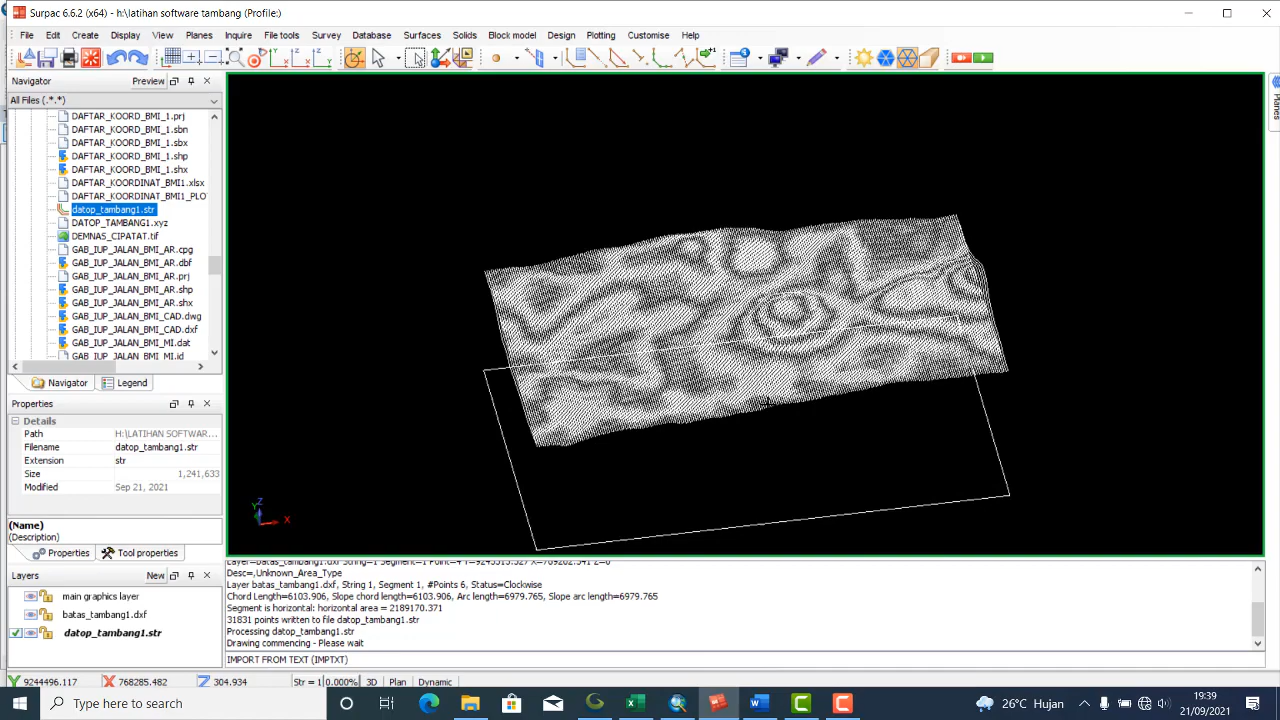 Surpac 6.6.2 (x64) - h:\latihan software tambang (Profile:)
File Edit Create Display View Planes Inquire File tools Survey Database Surfaces Solids Block model Design Plotting Customise Help
Navigator Preview
All Files (.*.*)
DAFTAR_KOORD_BMI_1.prj
DAFTAR_KOORD_BMI_1.sbn
DAFTAR_KOORD_BMI_1.sbx
DAFTAR_KOORD_BMI_1.shp
DAFTAR_KOORD_BMI_1.shx
DAFTAR_KOORDINAT_BMI1.xlsx
DAFTAR_KOORDINAT_BMI1_PLO
datop_tambang1.str
DATOP_TAMBANG1.xyz
DEMNAS_CIPATAT.tif
GAB_IUP_JALAN_BMI_AR.cpg
GAB_IUP_JALAN_BMI_AR.dbf
GAB_IUP_JALAN_BMI_AR.prj
GAB_IUP_JALAN_BMI_AR.shp
GAB_IUP_JALAN_BMI_AR.shx
GAB_IUP_JALAN_BMI_CAD.dwg
GAB_IUP_JALAN_BMI_CAD.dxf
GAB_IUP_JALAN_BMI_MI.dat
GAB_IUP_JALAN_BMI_MI.id
Navigator Legend
Properties
Details
Path H:\LATIHAN SOFTWAR...
Filename datop_tambang1.str
Extension str
Size 1,241,633
Modified Sep 21, 2021
(Name)
(Description)
Properties Tool properties
Layers New
main graphics layer
batas_tambang1.dxf
datop_tambang1.str
Planes
Z
Y
X
Desc=,Unknown_Area_Type
Layer batas_tambang1.dxf, String 1, Segment 1, #Points 6, Status=Clockwise
Chord Length=6103.906, Slope chord length=6103.906, Arc length=6979.765, Slope arc length=6979.765
Segment is horizontal: horizontal area = 2189170.371
31831 points written to file datop_tambang1.str
Processing datop_tambang1.str
Drawing commencing - Please wait
IMPORT FROM TEXT (IMPTXT)
Y 9244496.117 X 768285.482 Z 304.934 Str = 1 0.000% 3D Plan Dynamic
Type here to search
26°C Hujan
19:39
21/09/2021